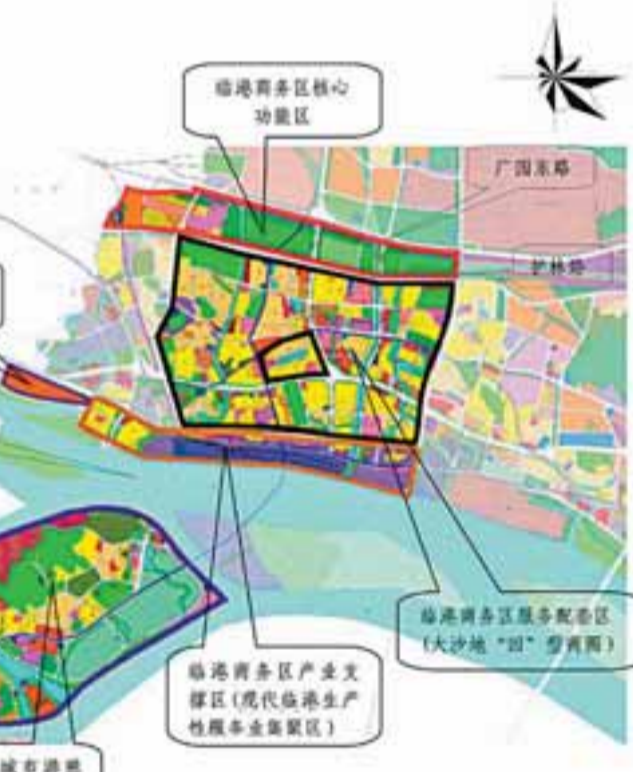 临港商务区核心
功能区
广园东路
护林路
临港商务区服务配套区
(大沙地“回”型商圈)
临港商务区产业支
撑区(现代临港生产
性服务业集聚区)